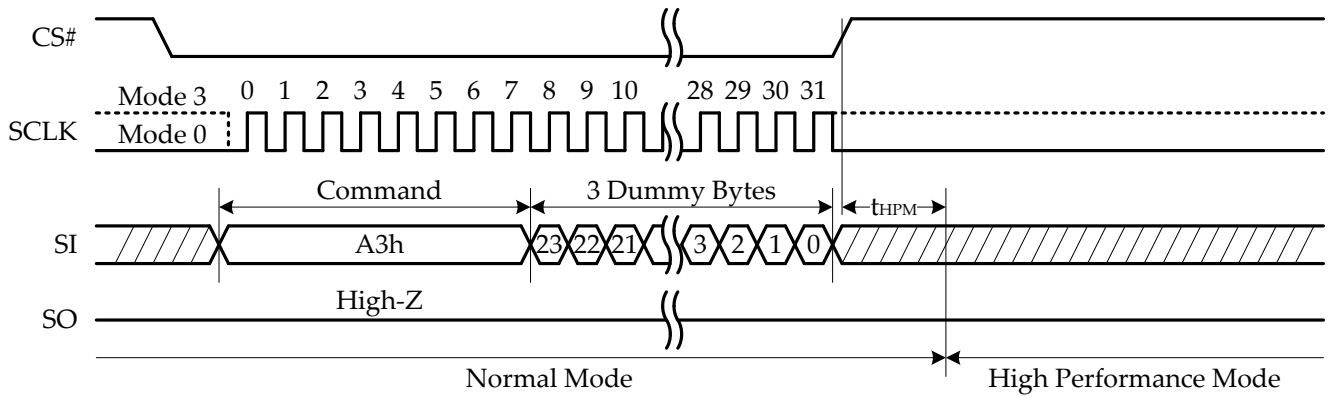 CS#
Mode 3 0 1 2 3 4 5 6 7 8 9 10 28 29 30 31
SCLK Mode 0
Command 3 Dummy Bytes
tHPM
SI A3h 23 22 21 3 2 1 0
High-Z
SO
Normal Mode High Performance Mode